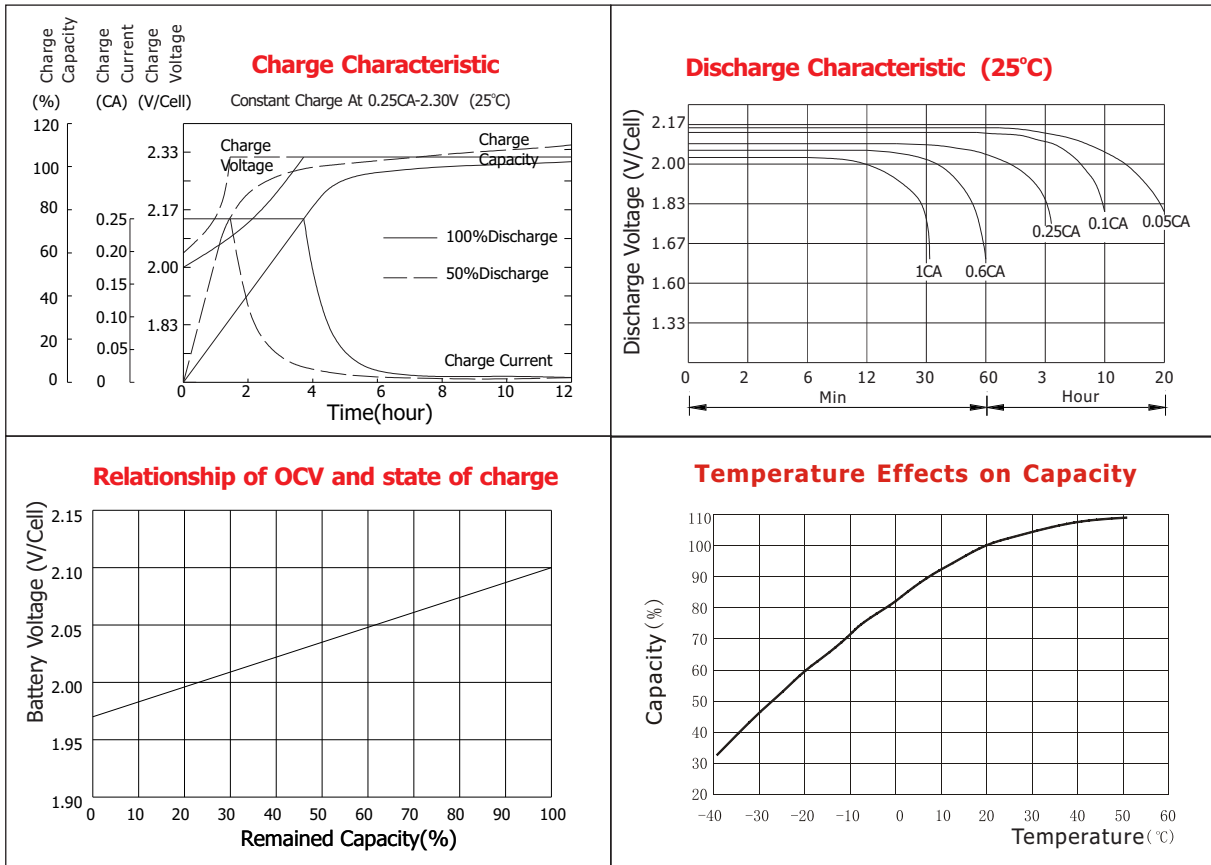 Charge Capacity
Charge Current
Charge Voltage
(%) (CA) (V/Cell)
Charge Characteristic
Constant Charge At 0.25CA-2.30V (25°C)
120
100
80
60
40
20
0
0.25
0.20
0.15
0.10
0.05
0
2.33
2.17
2.00
1.83
Charge
Voltage
Charge
Capacity
100%Discharge
50%Discharge
Charge Current
0 2 4 6 8 10 12
Time(hour)
Discharge Characteristic (25°C)
Discharge Voltage (V/Cell)
2.17
2.00
1.83
1.67
1.60
1.33
1CA
0.6CA
0.25CA
0.1CA
0.05CA
0 2 6 12 30 60 3 10 20
Min
Hour
Relationship of OCV and state of charge
Battery Voltage (V/Cell)
2.15
2.10
2.05
2.00
1.95
1.90
0 10 20 30 40 50 60 70 80 90 100
Remained Capacity(%)
Temperature Effects on Capacity
Capacity(%)
110
100
90
80
70
60
50
40
30
20
-40 -30 -20 -10 0 10 20 30 40 50 60
Temperature(℃)